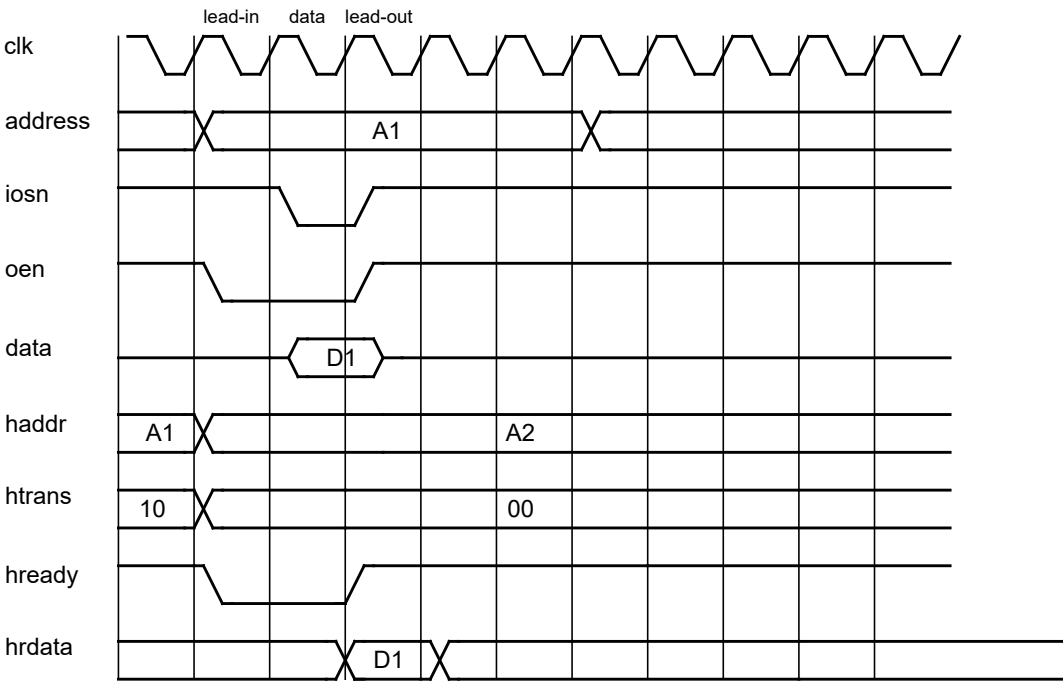 lead-in data lead-out
clk
address A1
iosn
oen
data D1
haddr A1 A2
htrans 10 00
hready
hrdata D1